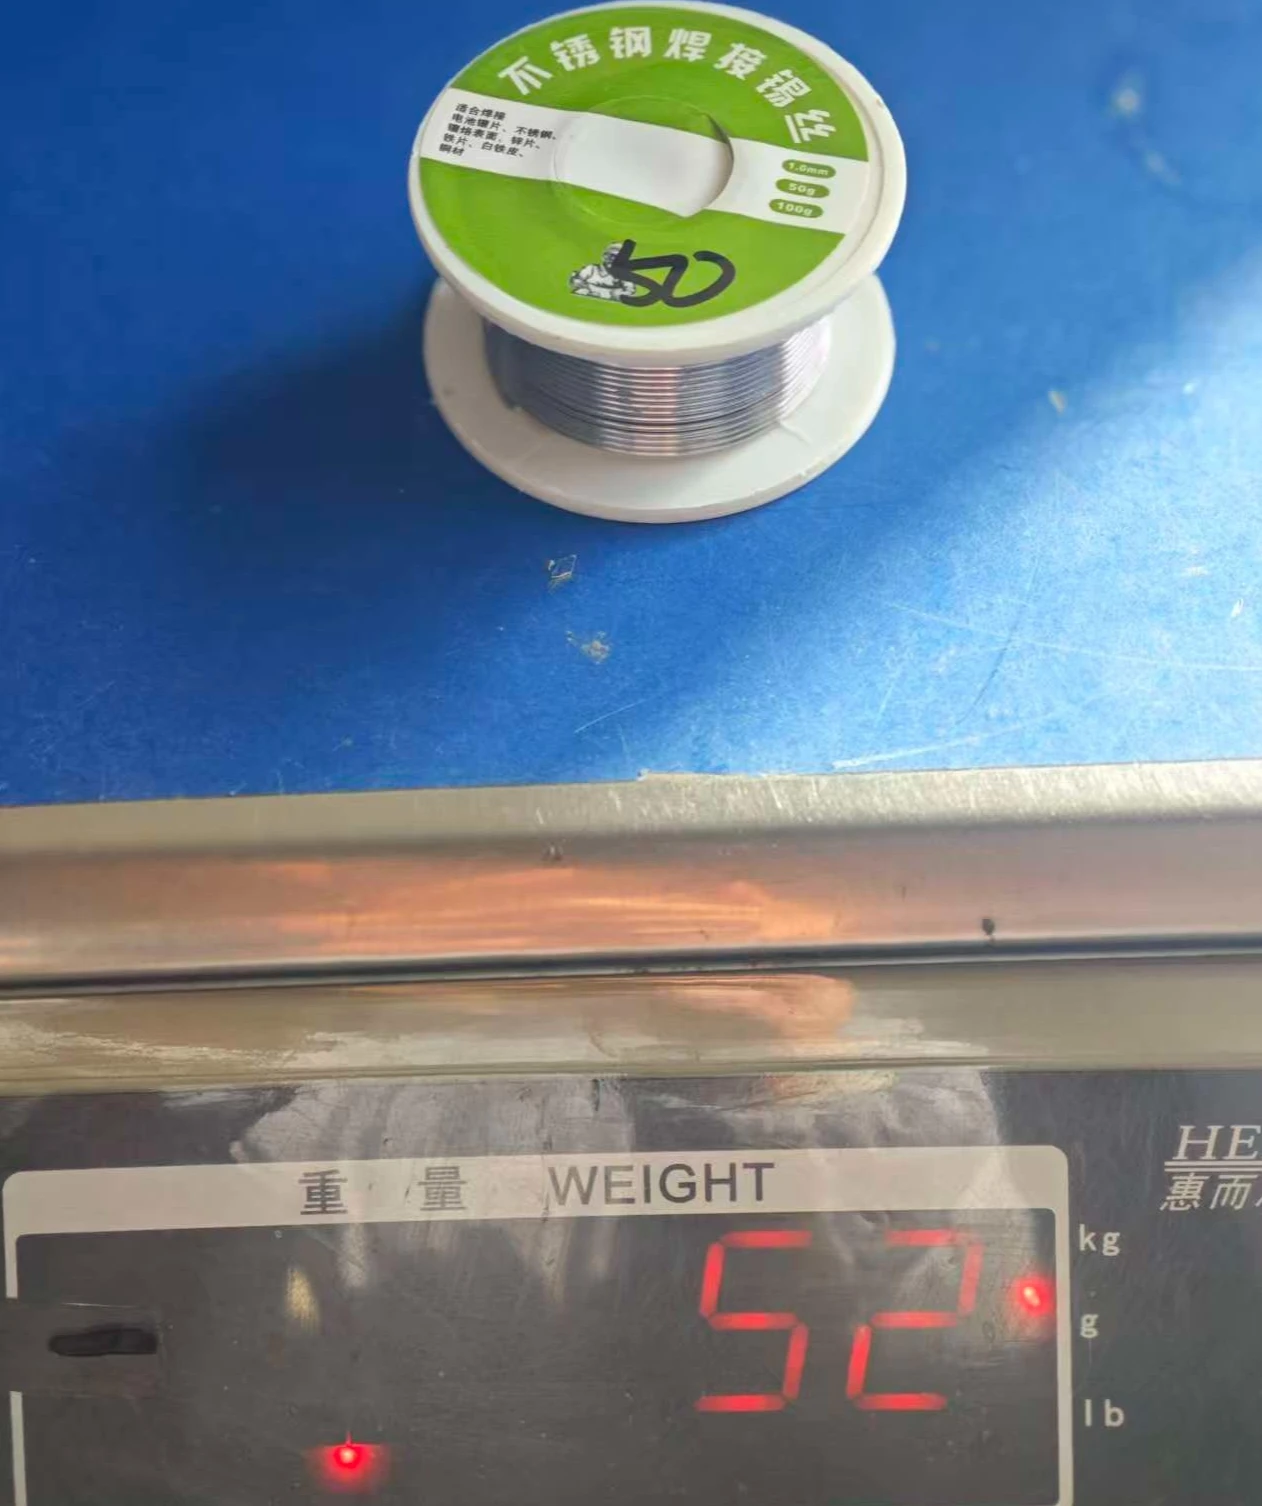 不锈钢焊接锡丝
适合焊接
电池镍片、不锈钢、
镍烙表面、锌片、
铁片、白铁皮、
铜材
1.0mm
50g
100g
50
重量 WEIGHT
HE
惠而
52
kg
g
lb